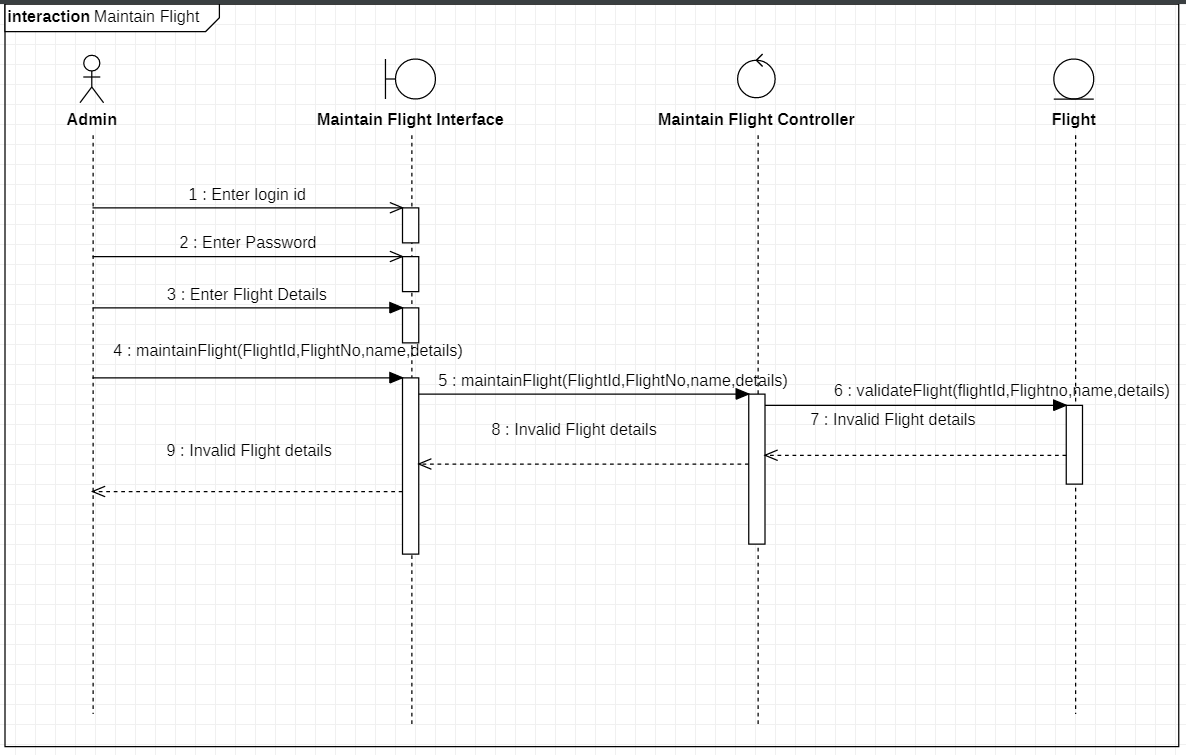 interaction Maintain Flight
Admin
Maintain Flight Interface
Maintain Flight Controller
Flight
1 : Enter login id
2 : Enter Password
3 : Enter Flight Details
4 : maintainFlight(FlightId,FlightNo,name,details)
5 : maintainFlight(FlightId,FlightNo,name,details)
6 : validateFlight(flightId,Flightno,name,details)
7 : Invalid Flight details
8 : Invalid Flight details
9 : Invalid Flight details